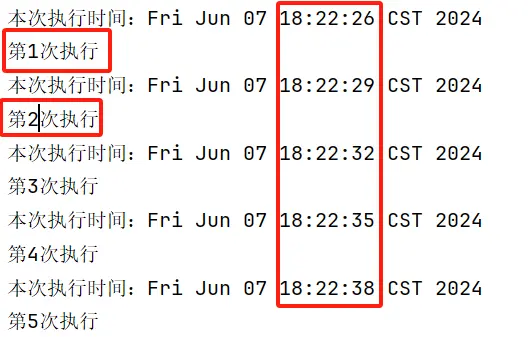 本次执行时间：Fri Jun 07 18:22:26 CST 2024
第1次执行
本次执行时间：Fri Jun 07 18:22:29 CST 2024
第2次执行
本次执行时间：Fri Jun 07 18:22:32 CST 2024
第3次执行
本次执行时间：Fri Jun 07 18:22:35 CST 2024
第4次执行
本次执行时间：Fri Jun 07 18:22:38 CST 2024
第5次执行